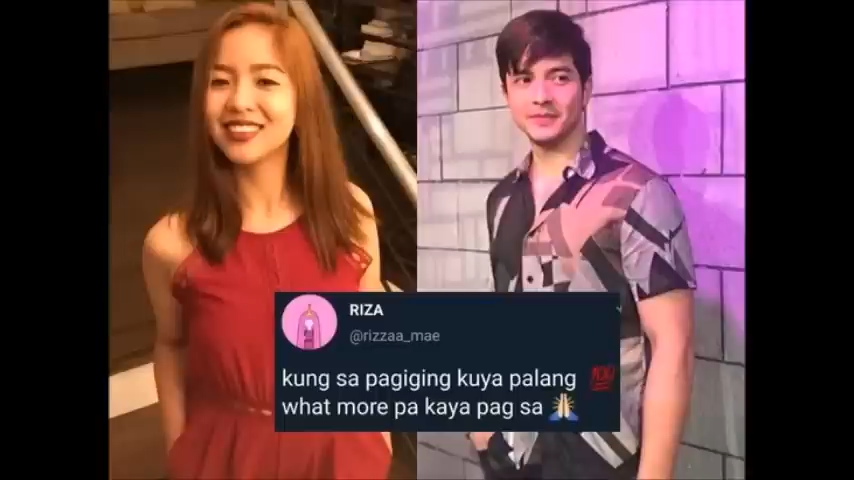 RIZA
@rizzaa_mae
kung sa pagiging kuya palang 💯
what more pa kaya pag sa 🙏